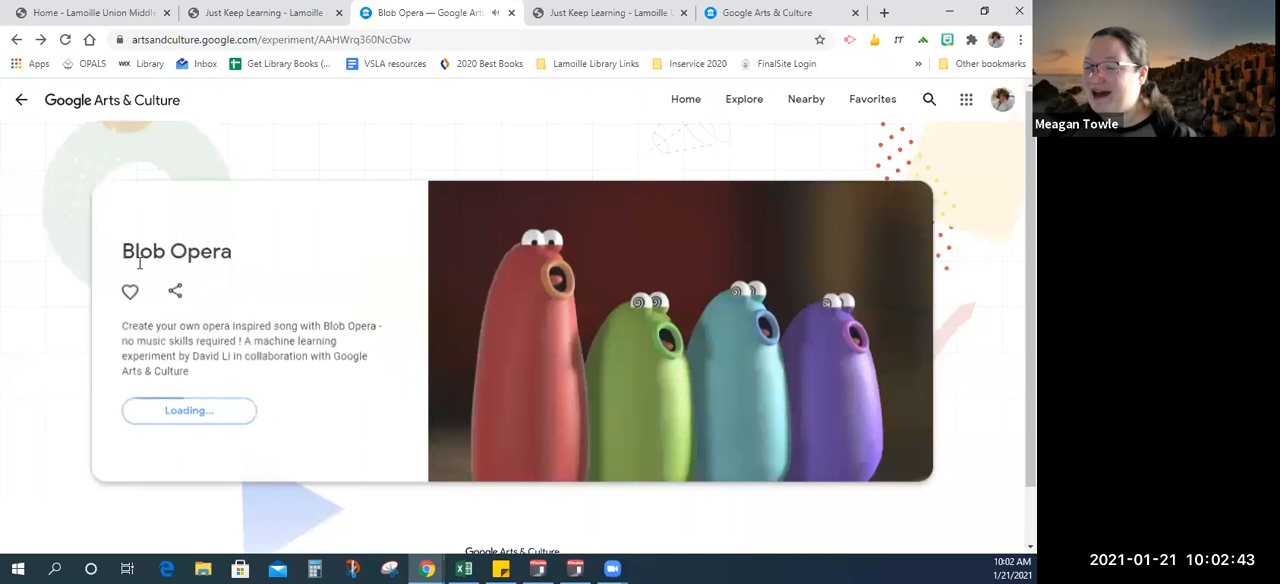 Home - Lamoille Union Middl
Just Keep Learning - Lamoille
Blob Opera — Google Art
Just Keep Learning - Lamoille
Google Arts & Culture
artsandculture.google.com/experiment/AAHWrq360NcGbw
Apps
OPALS
WIX
Library
Inbox
Get Library Books (...
VSLA resources
2020 Best Books
Lamoille Library Links
Inservice 2020
FinalSite Login
»
Other bookmarks
Google Arts & Culture
Home
Explore
Nearby
Favorites
Meagan Towle
Blob Opera
Create your own opera inspired song with Blob Opera -
no music skills required ! A machine learning
experiment by David Li in collaboration with Google
Arts & Culture
Loading...
Google Arts & Culture
10:02 AM
1/21/2021
2021-01-21 10:02:43